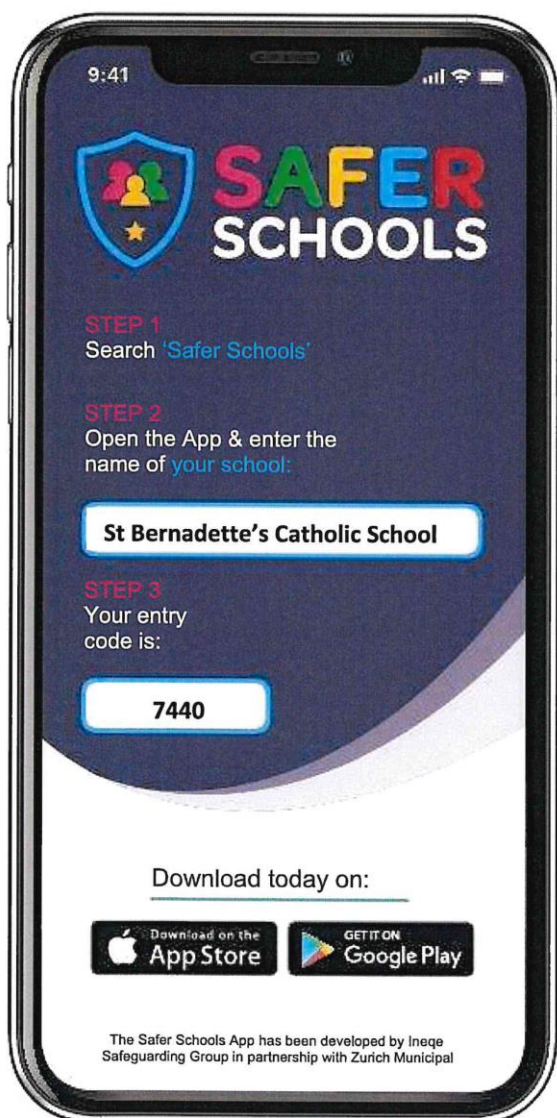 9:41
SAFER
SCHOOLS
STEP 1
Search 'Safer Schools'
STEP 2
Open the App & enter the
name of your school:
St Bernadette's Catholic School
STEP 3
Your entry
code is:
7440
Download today on:
Download on the
App Store
GET IT ON
Google Play
The Safer Schools App has been developed by Ineqe
Safeguarding Group in partnership with Zurich Municipal